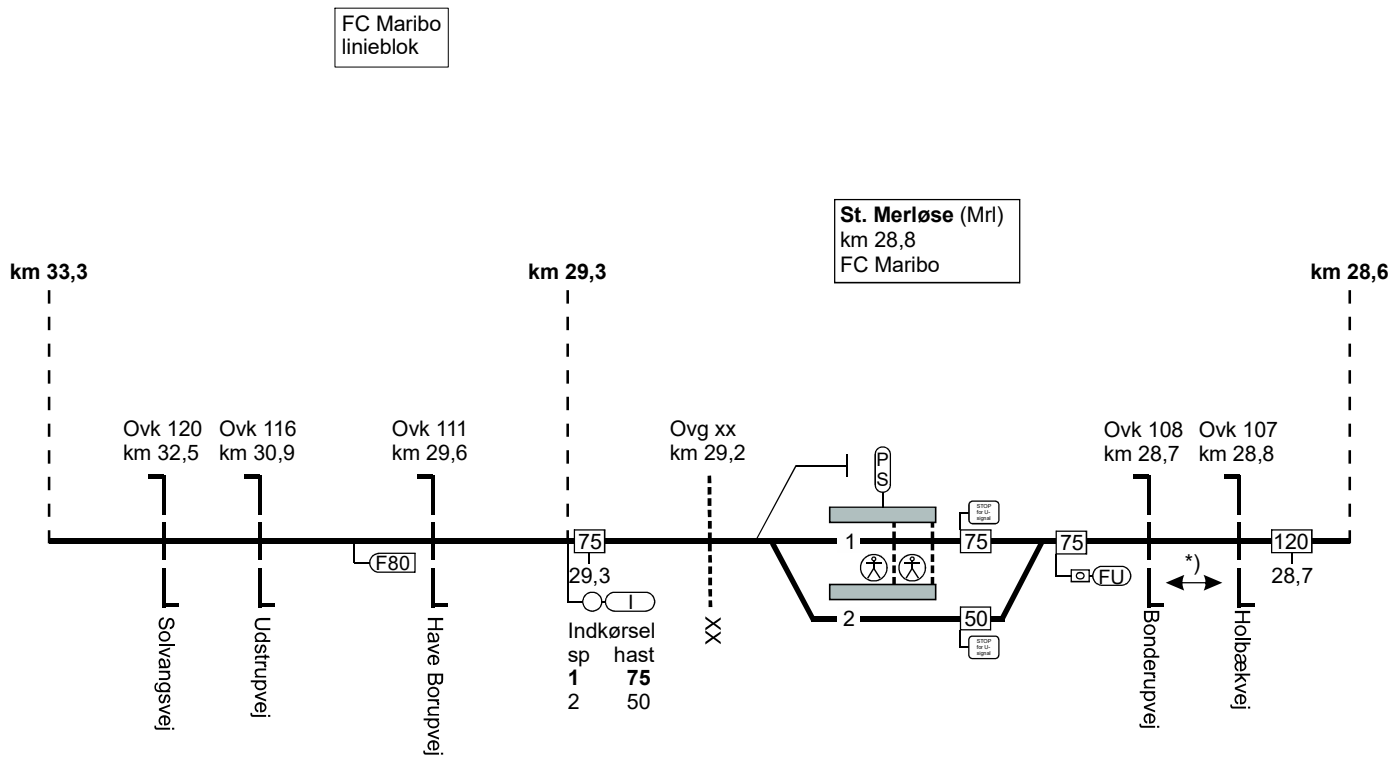 FC Maribo
linieblok
St. Merløse (Mrl)
km 28,8
FC Maribo
km 33,3
km 29,3
km 28,6
Ovk 120
km 32,5
Ovk 116
km 30,9
Ovk 111
km 29,6
Ovg xx
km 29,2
Ovk 108
km 28,7
Ovk 107
km 28,8
P
S
STOP
for U-
signal
75
1
75
75
120
F80
29,3
FU
*)
28,7
I
2
50
STOP
for U-
signal
Indkørsel
sp hast
1 75
2 50
Solvangsvej
Udstrupvej
Have Borupvej
XX
Bonderupvej
Holbækvej